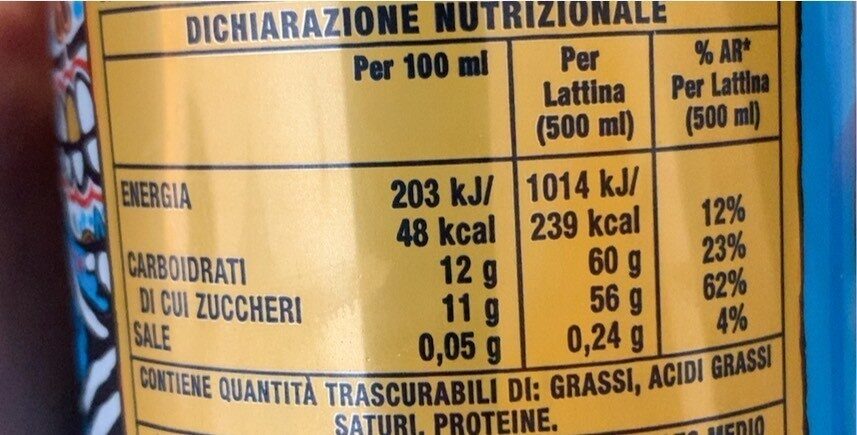 DICHIARAZIONE NUTRIZIONALE
Per 100 ml Per Lattina (500 ml) % AR* Per Lattina (500 ml)
ENERGIA 203 kJ/ 48 kcal 1014 kJ/ 239 kcal 12%
CARBOIDRATI 12 g 60 g 23%
DI CUI ZUCCHERI 11 g 56 g 62%
SALE 0,05 g 0,24 g 4%
CONTIENE QUANTITÀ TRASCURABILI DI: GRASSI, ACIDI GRASSI
SATURI, PROTEINE.
MEDIO